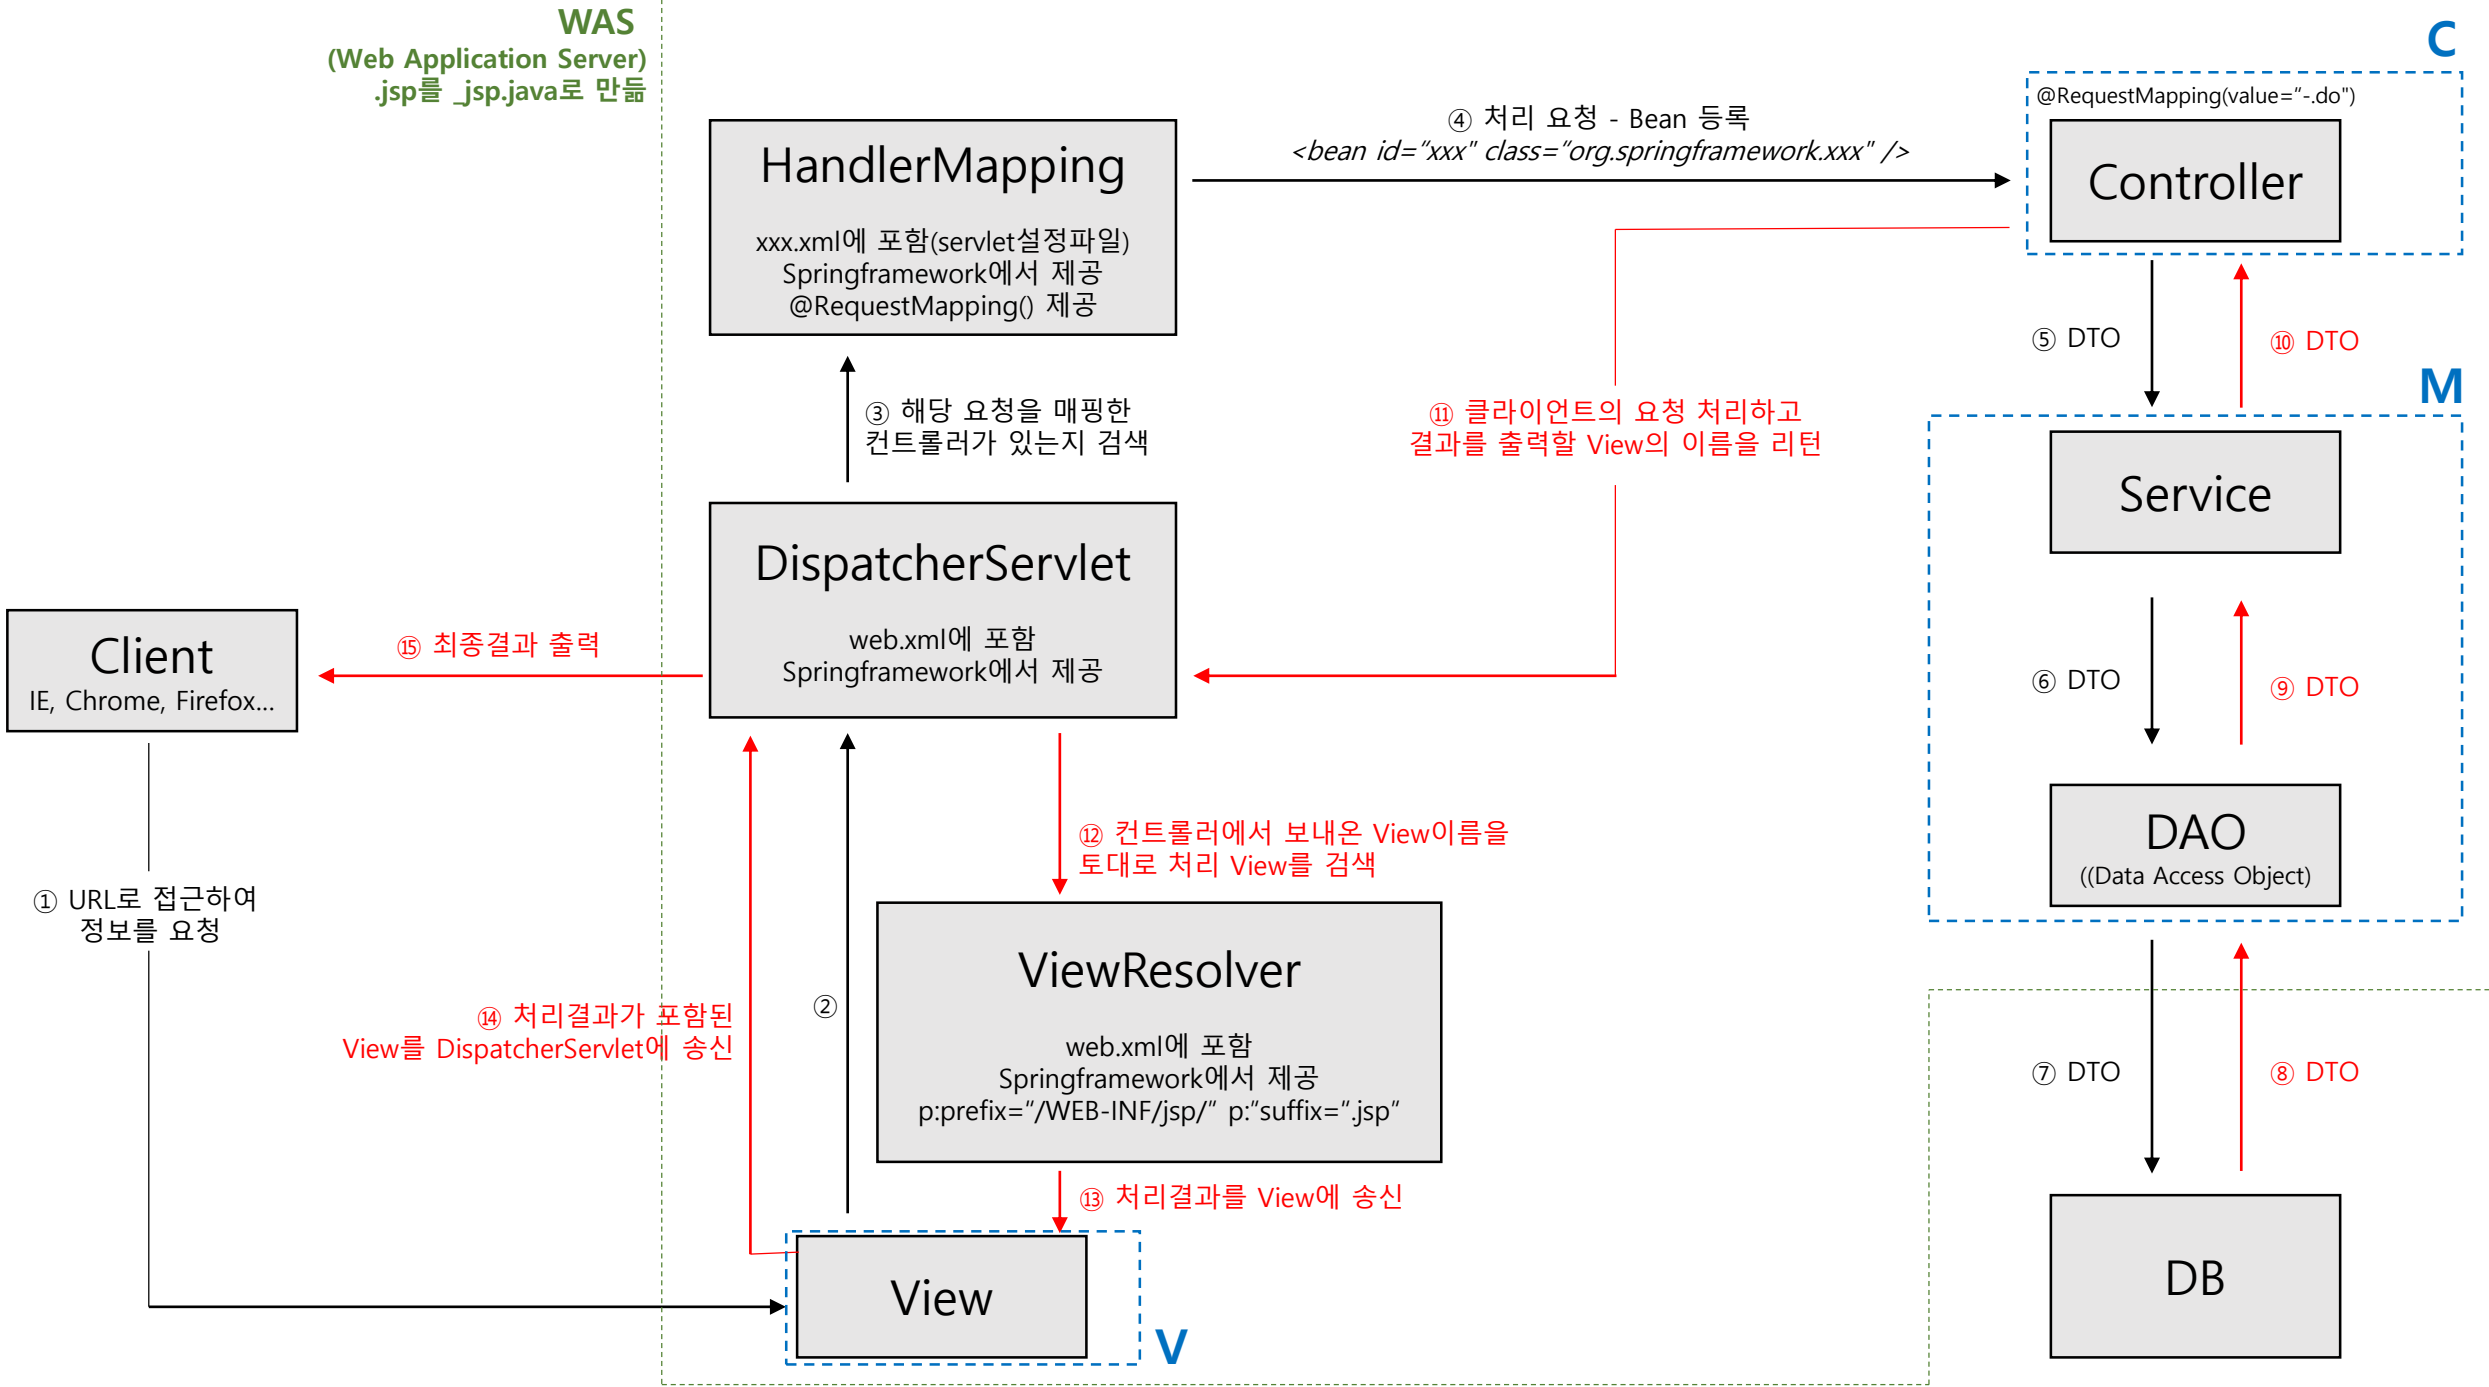 WAS
(Web Application Server)
.jsp를 _jsp.java로 만듦
C
@RequestMapping(value="-.do")
Controller
④ 처리 요청 - Bean 등록
<bean id="xxx" class="org.springframework.xxx" />
HandlerMapping
xxx.xml에 포함(servlet설정파일)
Springframework에서 제공
@RequestMapping() 제공
⑤ DTO
⑩ DTO
③ 해당 요청을 매핑한
컨트롤러가 있는지 검색
⑪ 클라이언트의 요청 처리하고
결과를 출력할 View의 이름을 리턴
M
Service
DispatcherServlet
web.xml에 포함
Springframework에서 제공
Client
IE, Chrome, Firefox...
⑮ 최종결과 출력
⑥ DTO
⑨ DTO
⑫ 컨트롤러에서 보내온 View이름을
토대로 처리 View를 검색
DAO
((Data Access Object)
① URL로 접근하여
정보를 요청
⑭ 처리결과가 포함된
View를 DispatcherServlet에 송신
②
ViewResolver
web.xml에 포함
Springframework에서 제공
p:prefix="/WEB-INF/jsp/" p:"suffix=".jsp"
⑦ DTO
⑧ DTO
⑬ 처리결과를 View에 송신
View
V
DB